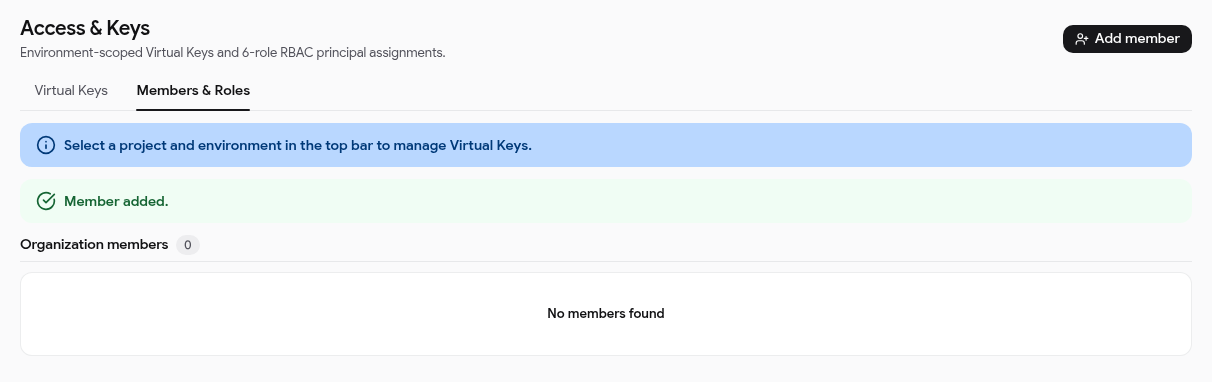 Access & Keys
Environment-scoped Virtual Keys and 6-role RBAC principal assignments.
Add member
Virtual Keys
Members & Roles
Select a project and environment in the top bar to manage Virtual Keys.
Member added.
Organization members 0
No members found